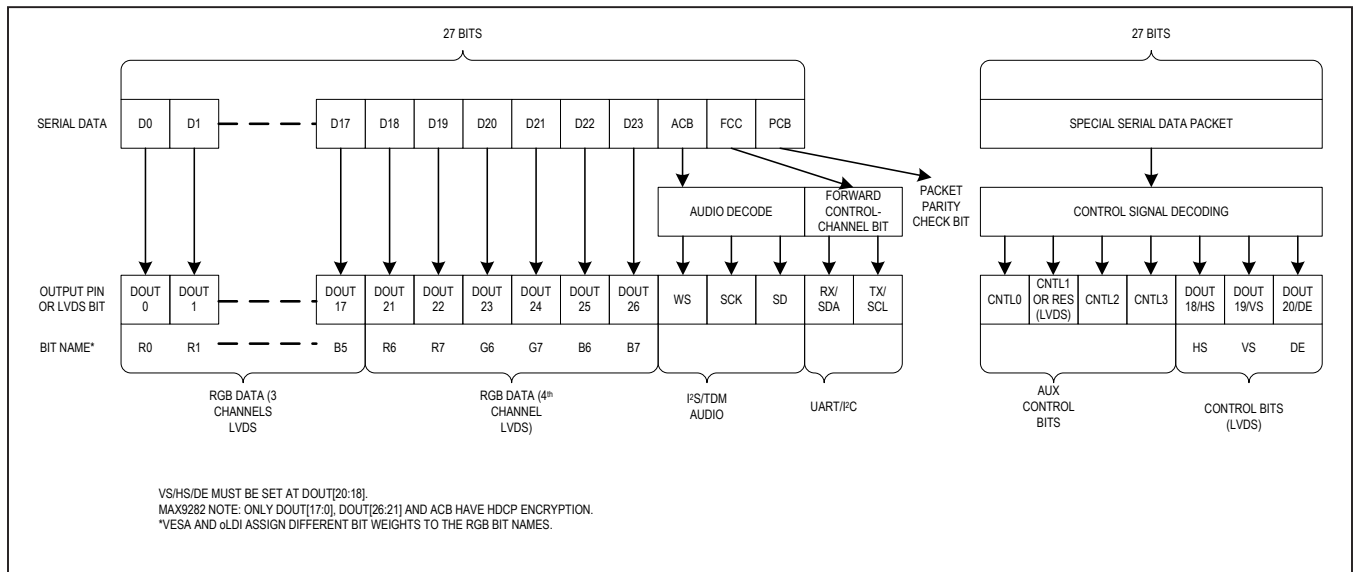 27 BITS
27 BITS
SERIAL DATA D0 D1 D17 D18 D19 D20 D21 D22 D23 ACB FCC PCB SPECIAL SERIAL DATA PACKET
PACKET
PARITY
CHECK BIT
AUDIO DECODE
FORWARD
CONTROL-
CHANNEL BIT
CONTROL SIGNAL DECODING
OUTPUT PIN
OR LVDS BIT
DOUT
0
DOUT
1
DOUT
17
DOUT
21
DOUT
22
DOUT
23
DOUT
24
DOUT
25
DOUT
26
WS
SCK
SD
RX/
SDA
TX/
SCL
CNTL0
CNTL1
OR RES
(LVDS)
CNTL2
CNTL3
DOUT
18/HS
DOUT
19/VS
DOUT
20/DE
BIT NAME* R0 R1 B5 R6 R7 G6 G7 B6 B7 HS VS DE
RGB DATA (3
CHANNELS
LVDS
RGB DATA (4th
CHANNEL
LVDS)
I²S/TDM
AUDIO
UART/I²C
AUX
CONTROL
BITS
CONTROL BITS
(LVDS)
VS/HS/DE MUST BE SET AT DOUT[20:18].
MAX9282 NOTE: ONLY DOUT[17:0], DOUT[26:21] AND ACB HAVE HDCP ENCRYPTION.
*VESA AND oLDI ASSIGN DIFFERENT BIT WEIGHTS TO THE RGB BIT NAMES.